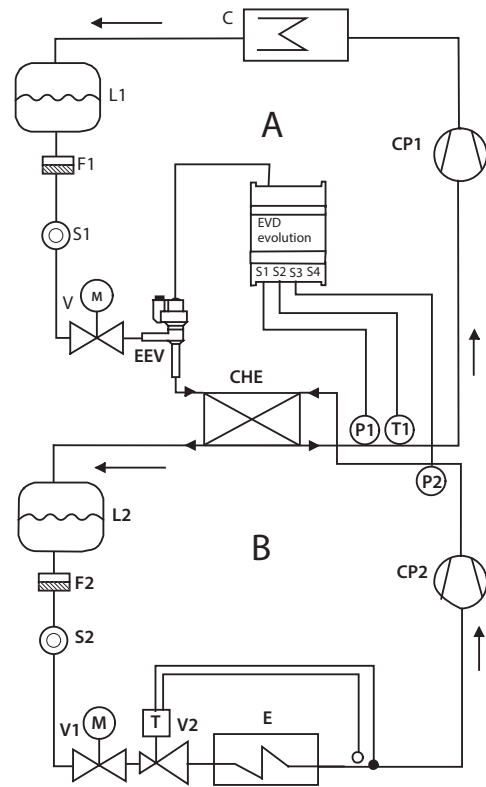 C
L1
A
CP1
F1
EVD
evolution
S1
S1 S2 S3 S4
V
M
EEV
CHE
P1
T1
P2
L2
B
CP2
F2
S2
V1
M
T
V2
E